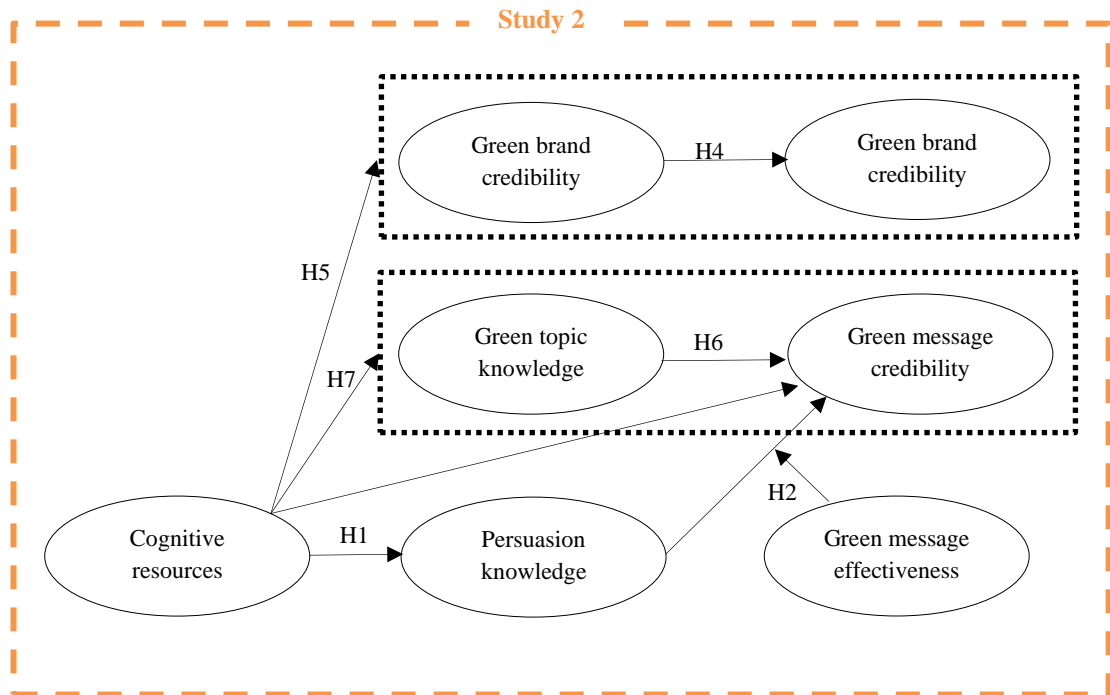 Study 2
Green brand
credibility
H4
Green brand
credibility
H5
Green topic
knowledge
H6
Green message
credibility
H7
Cognitive
resources
H1
Persuasion
knowledge
H2
Green message
effectiveness